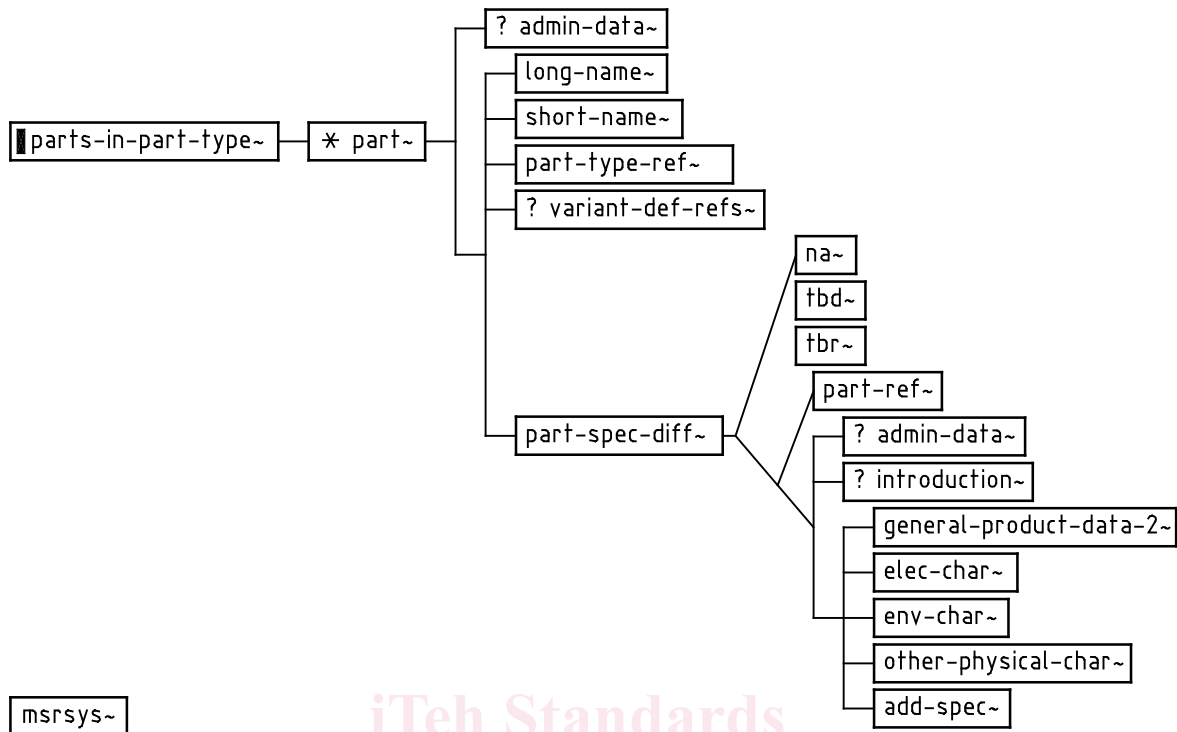 ? admin-data~
long-name~
short-name~
parts-in-part-type~
* part~
part-type-ref~
? variant-def-refs~
na~
tbd~
tbr~
part-ref~
part-spec-diff~
? admin-data~
? introduction~
general-product-data-2~
elec-char~
env-char~
other-physical-char~
add-spec~
msrsys~
iTeh Standards